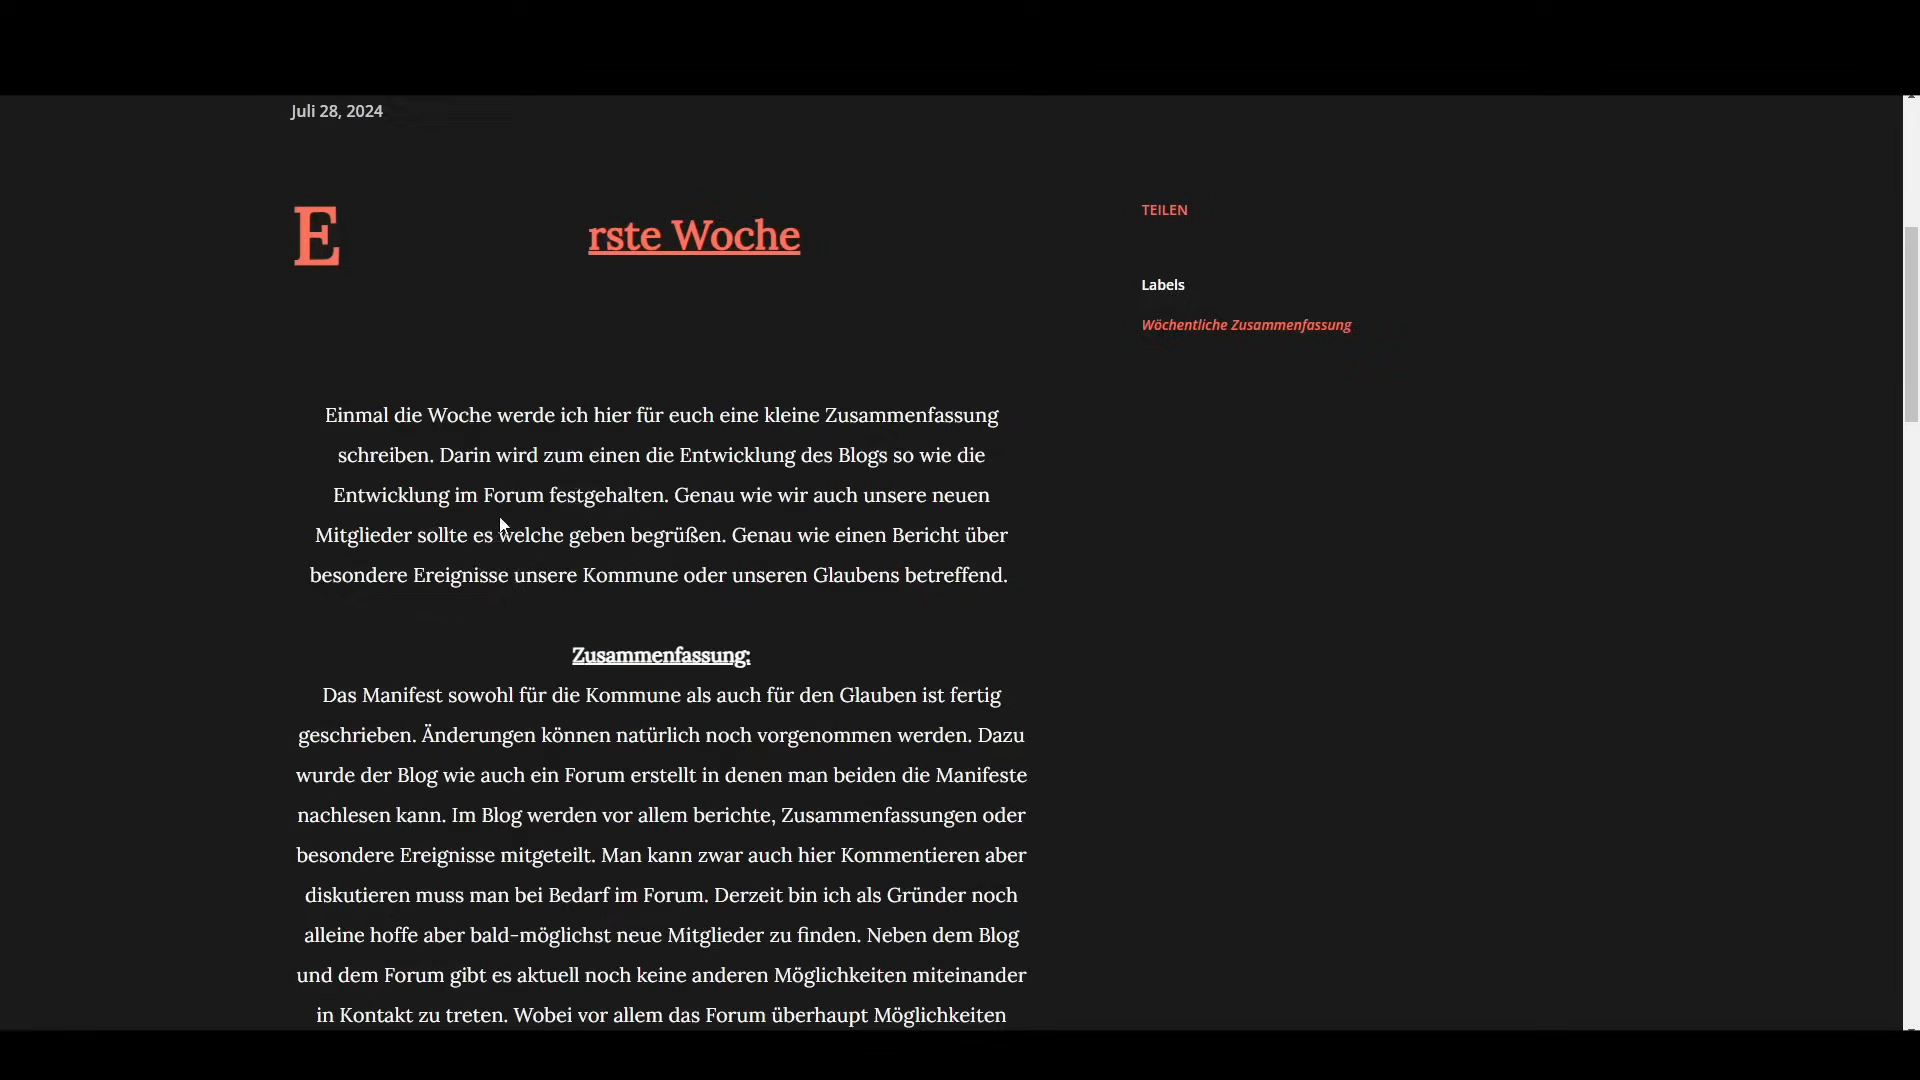 Juli 28, 2024
Erste Woche
TEILEN
Labels
Wöchentliche Zusammenfassung
Einmal die Woche werde ich hier für euch eine kleine Zusammenfassung
schreiben. Darin wird zum einen die Entwicklung des Blogs so wie die
Entwicklung im Forum festgehalten. Genau wie wir auch unsere neuen
Mitglieder sollte es welche geben begrüßen. Genau wie einen Bericht über
besondere Ereignisse unsere Kommune oder unseren Glaubens betreffend.
Zusammenfassung:
Das Manifest sowohl für die Kommune als auch für den Glauben ist fertig
geschrieben. Änderungen können natürlich noch vorgenommen werden. Dazu
wurde der Blog wie auch ein Forum erstellt in denen man beiden die Manifeste
nachlesen kann. Im Blog werden vor allem berichte, Zusammenfassungen oder
besondere Ereignisse mitgeteilt. Man kann zwar auch hier Kommentieren aber
diskutieren muss man bei Bedarf im Forum. Derzeit bin ich als Gründer noch
alleine hoffe aber bald-möglichst neue Mitglieder zu finden. Neben dem Blog
und dem Forum gibt es aktuell noch keine anderen Möglichkeiten miteinander
in Kontakt zu treten. Wobei vor allem das Forum überhaupt Möglichkeiten